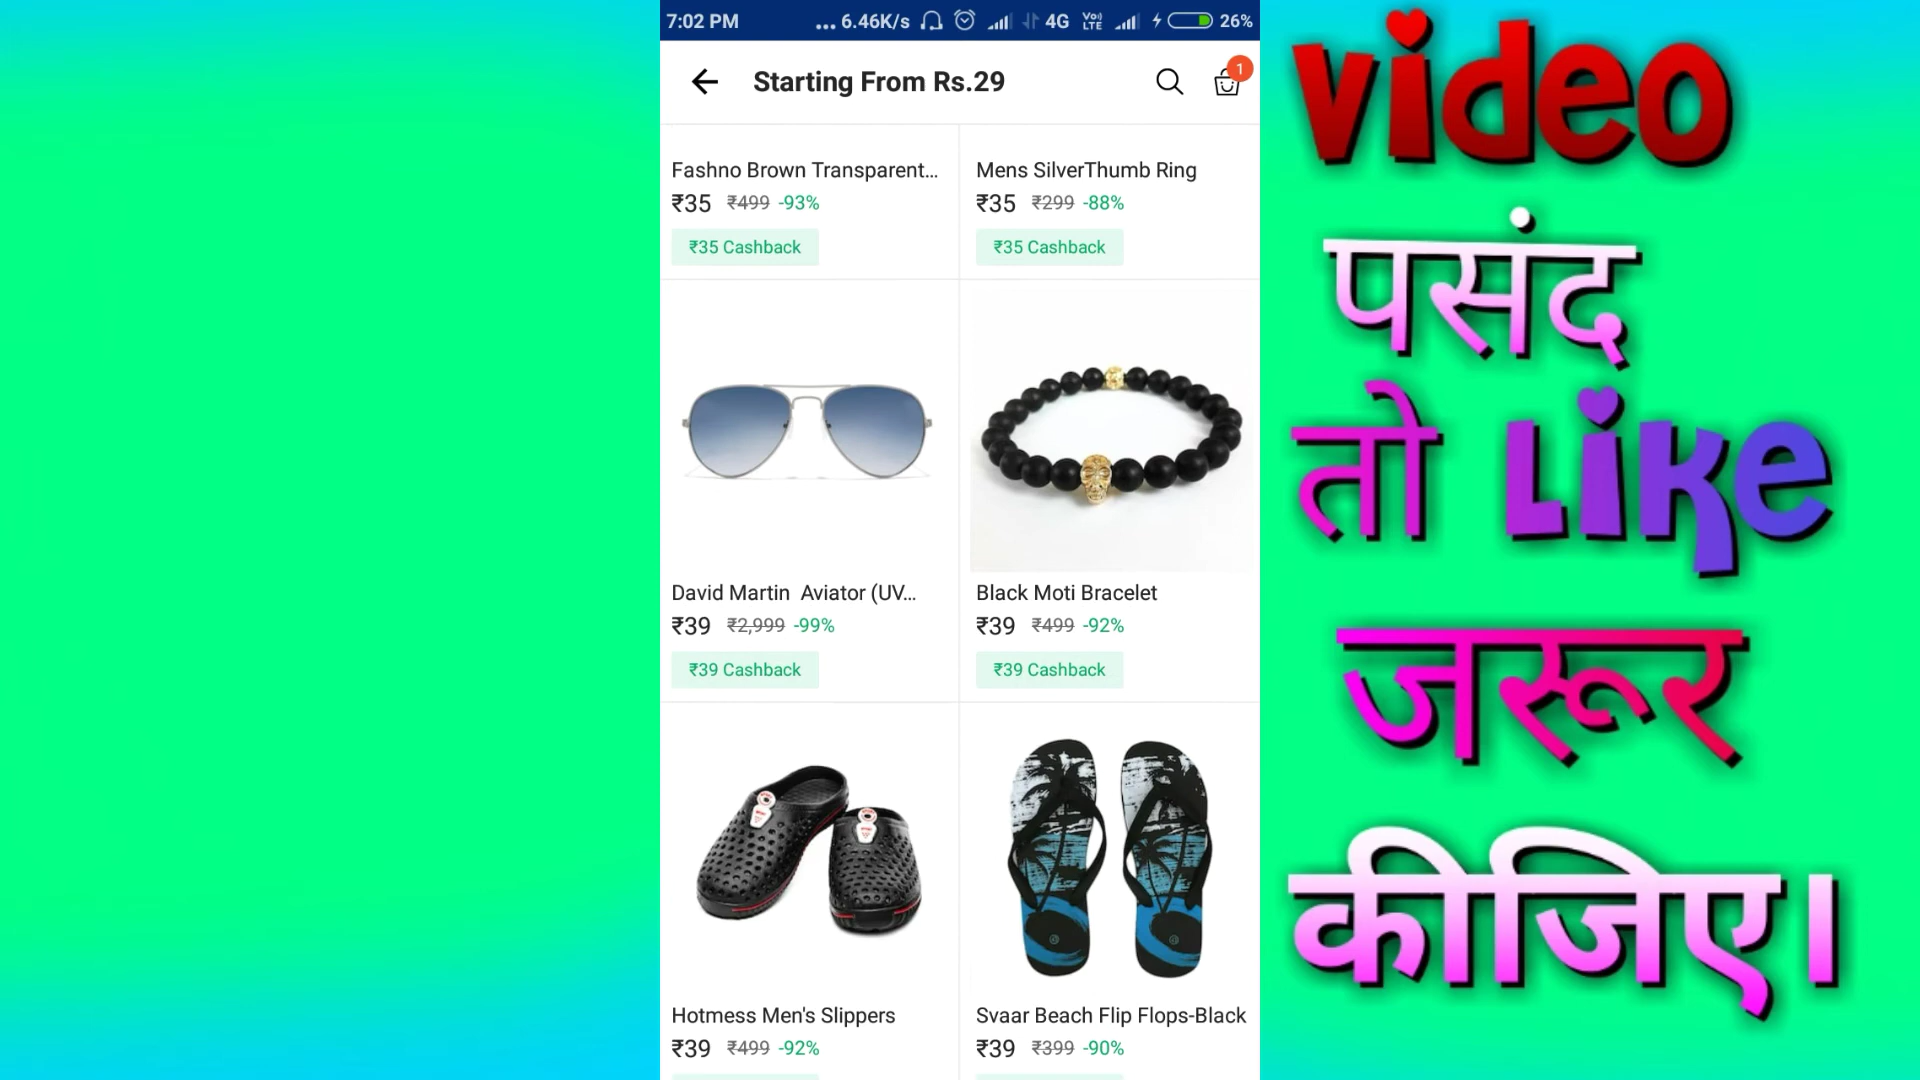 7:02 PM
... 6.46K/s 4G Vo) LTE 26%
Starting From Rs.29
1
Fashno Brown Transparent...
₹35 ₹499 -93%
₹35 Cashback
Mens SilverThumb Ring
₹35 ₹299 -88%
₹35 Cashback
David Martin Aviator (UV...
₹39 ₹2,999 -99%
₹39 Cashback
Black Moti Bracelet
₹39 ₹499 -92%
₹39 Cashback
Hotmess Men's Slippers
₹39 ₹499 -92%
Svaar Beach Flip Flops-Black
₹39 ₹399 -90%
video
पसंद
तो Like
जरूर
कीजिए।